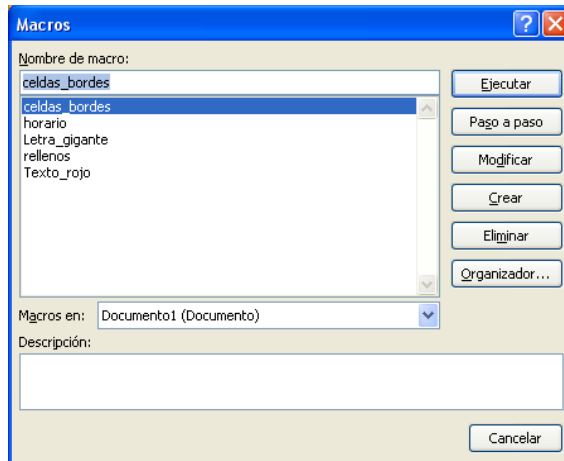 Macros
Nombre de macro:
celdas_bordes
celdas_bordes
horario
Letra_gigante
rellenos
Texto_rojo
Ejecutar
Paso a paso
Modificar
Crear
Eliminar
Organizador...
Macros en: Documento1 (Documento)
Descripción:
Cancelar